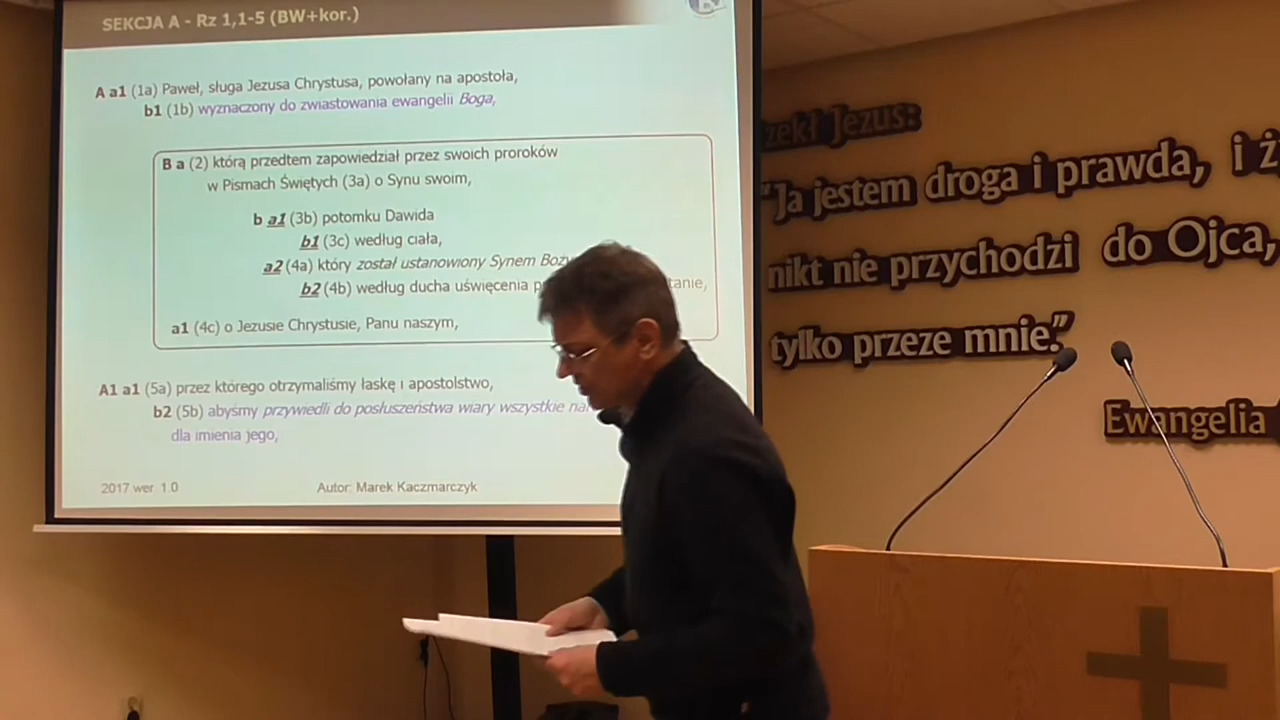 SEKCJA A - Rz 1,1-5 (BW+kor.)
A a1 (1a) Paweł, sługa Jezusa Chrystusa, powołany na apostoła,
b1 (1b) wyznaczony do zwiastowania ewangelii Boga,
B a (2) którą przedtem zapowiedział przez swoich proroków
w Pismach Świętych (3a) o Synu swoim,
b a1 (3b) potomku Dawida
b1 (3c) według ciała,
a2 (4a) który został ustanowiony Synem
b2 (4b) według ducha uświęcenia
a1 (4c) o Jezusie Chrystusie, Panu naszym,
A1 a1 (5a) przez którego otrzymaliśmy łaskę i apostolstwo,
b2 (5b) abyśmy przywiedli do posłuszeństwa wiary wszystkie
dla imienia jego,
2017 wer. 1.0 Autor: Marek Kaczmarczyk
Jezus:
"Ja jestem droga i prawda, i
nikt nie przychodzi do Ojca,
tylko przeze mnie."
Ewangelia